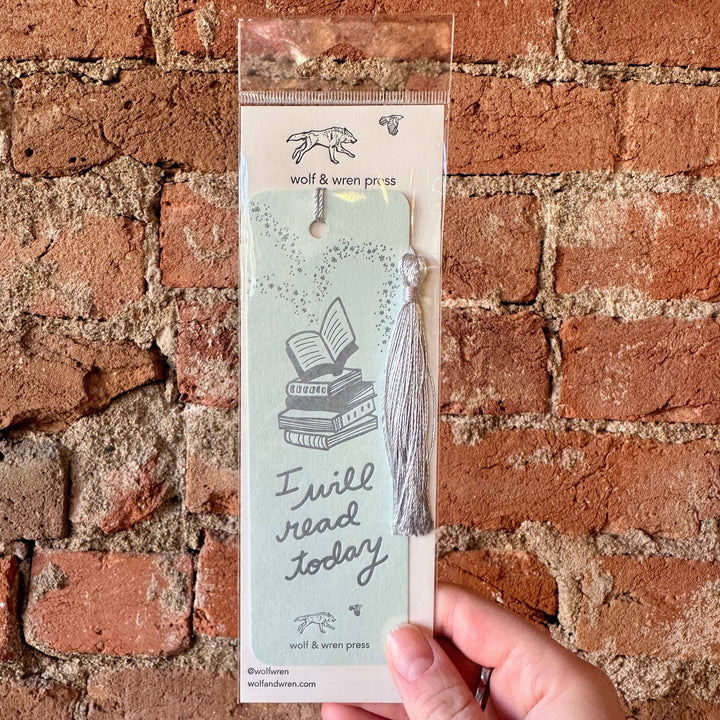 wolf & wren press
I will
read
today
wolf & wren press
@wolfwren
wolfandwren.com